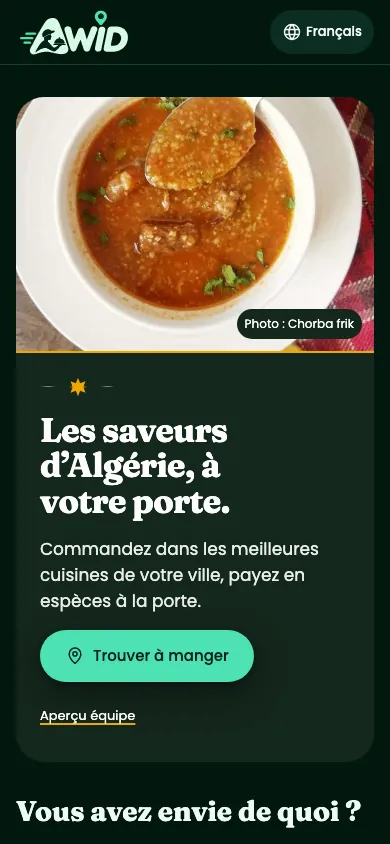 AWID
Français
Photo : Chorba frik
Les saveurs
d’Algérie, à
votre porte.
Commandez dans les meilleures
cuisines de votre ville, payez en
espèces à la porte.
Trouver à manger
Aperçu équipe
Vous avez envie de quoi ?